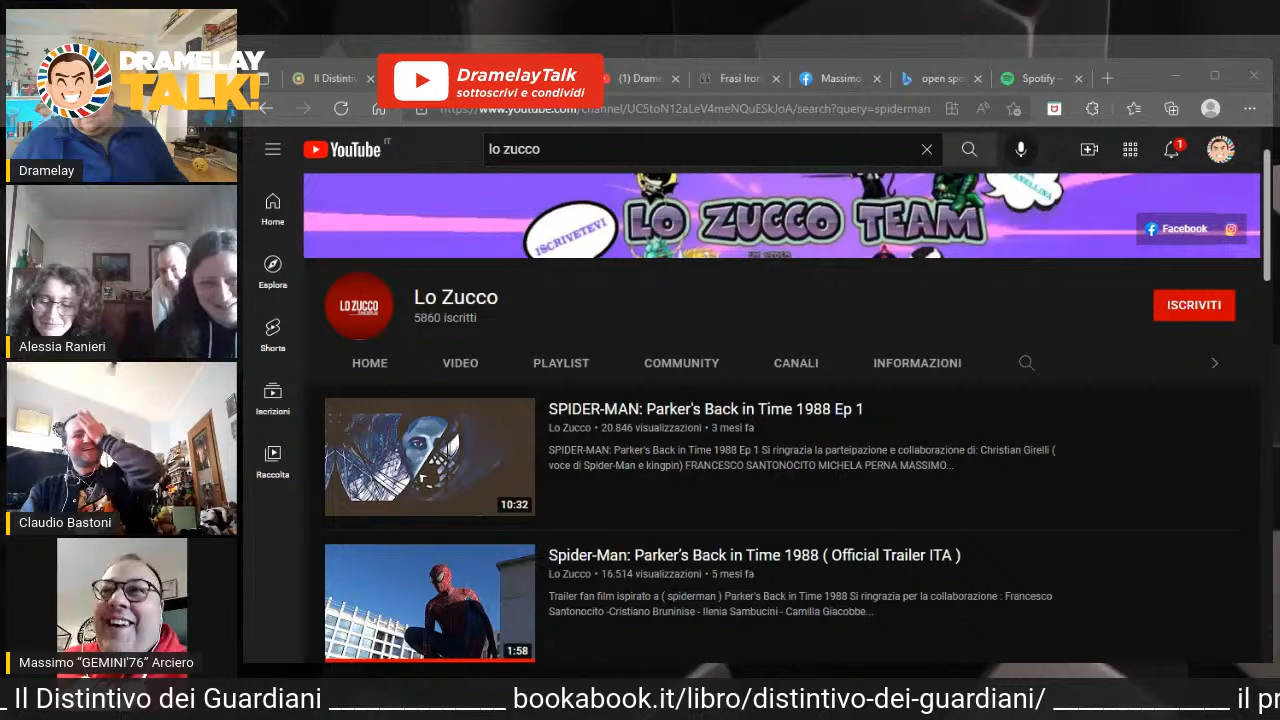 DRAMELAY
TALK!
DramelayTalk
sottoscrivi e condividi
Il Distintiv
(1) Drame
Frasi Iron
Massimo
open spo
Spotify –
https://www.youtube.com/channel/UC5toN12aLeV4meNQuESkJoA/search?query=spiderman
YouTube
IT
lo zucco
1
Home
Esplora
Shorts
Iscrizioni
Raccolta
ISCRIVETEVI
LO ZUCCO TEAM
Facebook
LO ZUCCO
Lo Zucco
5860 iscritti
ISCRIVITI
HOME
VIDEO
PLAYLIST
COMMUNITY
CANALI
INFORMAZIONI
SPIDER-MAN: Parker's Back in Time 1988 Ep 1
Lo Zucco • 20.846 visualizzazioni • 3 mesi fa
SPIDER-MAN: Parker's Back in Time 1988 Ep 1 Si ringrazia la parteipazione e collaborazione di: Christian Girelli (
voce di Spider-Man e kingpin) FRANCESCO SANTONOCITO MICHELA PERNA MASSIMO...
10:32
Spider-Man: Parker's Back in Time 1988 ( Official Trailer ITA )
Lo Zucco • 16.514 visualizzazioni • 5 mesi fa
Trailer fan film ispirato a ( spiderman ) Parker's Back in Time 1988 Si ringrazia per la collaborazione : Francesco
Santonocito -Cristiano Bruninise - Ilenia Sambucini - Camilla Giacobbe...
1:58
Dramelay
Alessia Ranieri
Claudio Bastoni
Massimo “GEMINI'76” Arciero
_ Il Distintivo dei Guardiani ______________ bookabook.it/libro/distintivo-dei-guardiani/ ______________ il pr